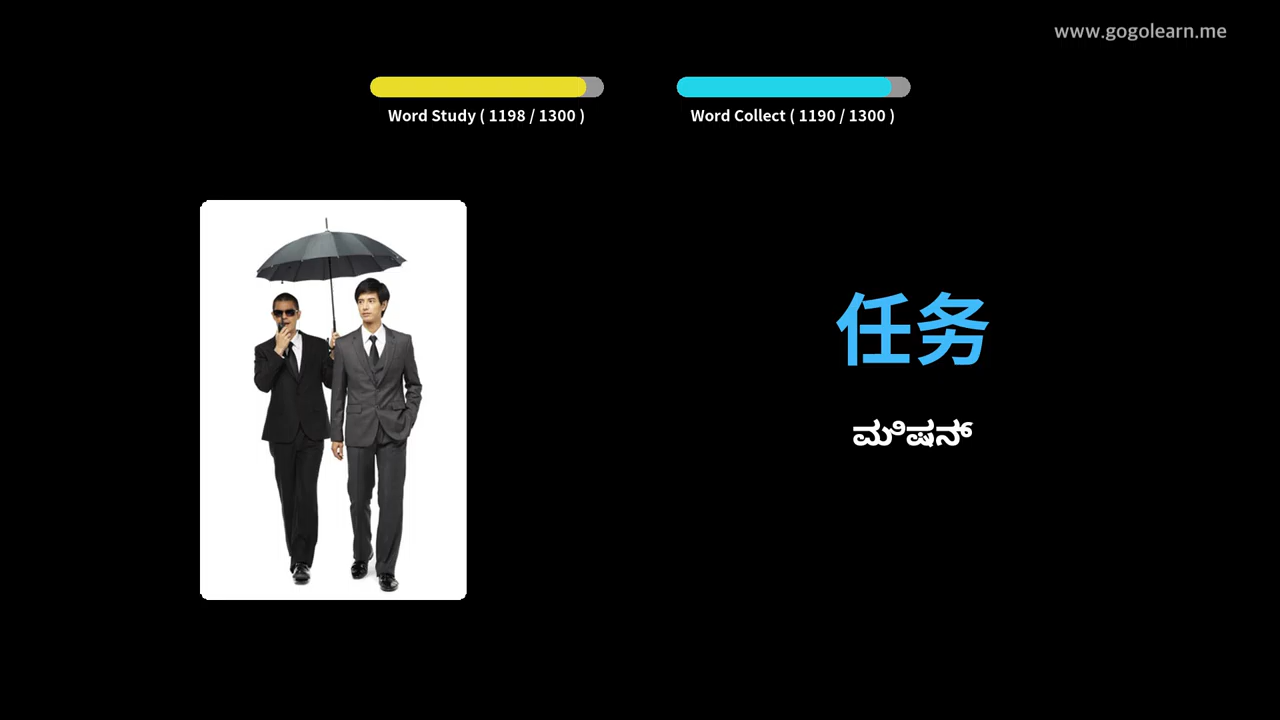 www.gogolearn.me
Word Study ( 1198 / 1300 )
Word Collect ( 1190 / 1300 )
任务
ಮಿಷನ್